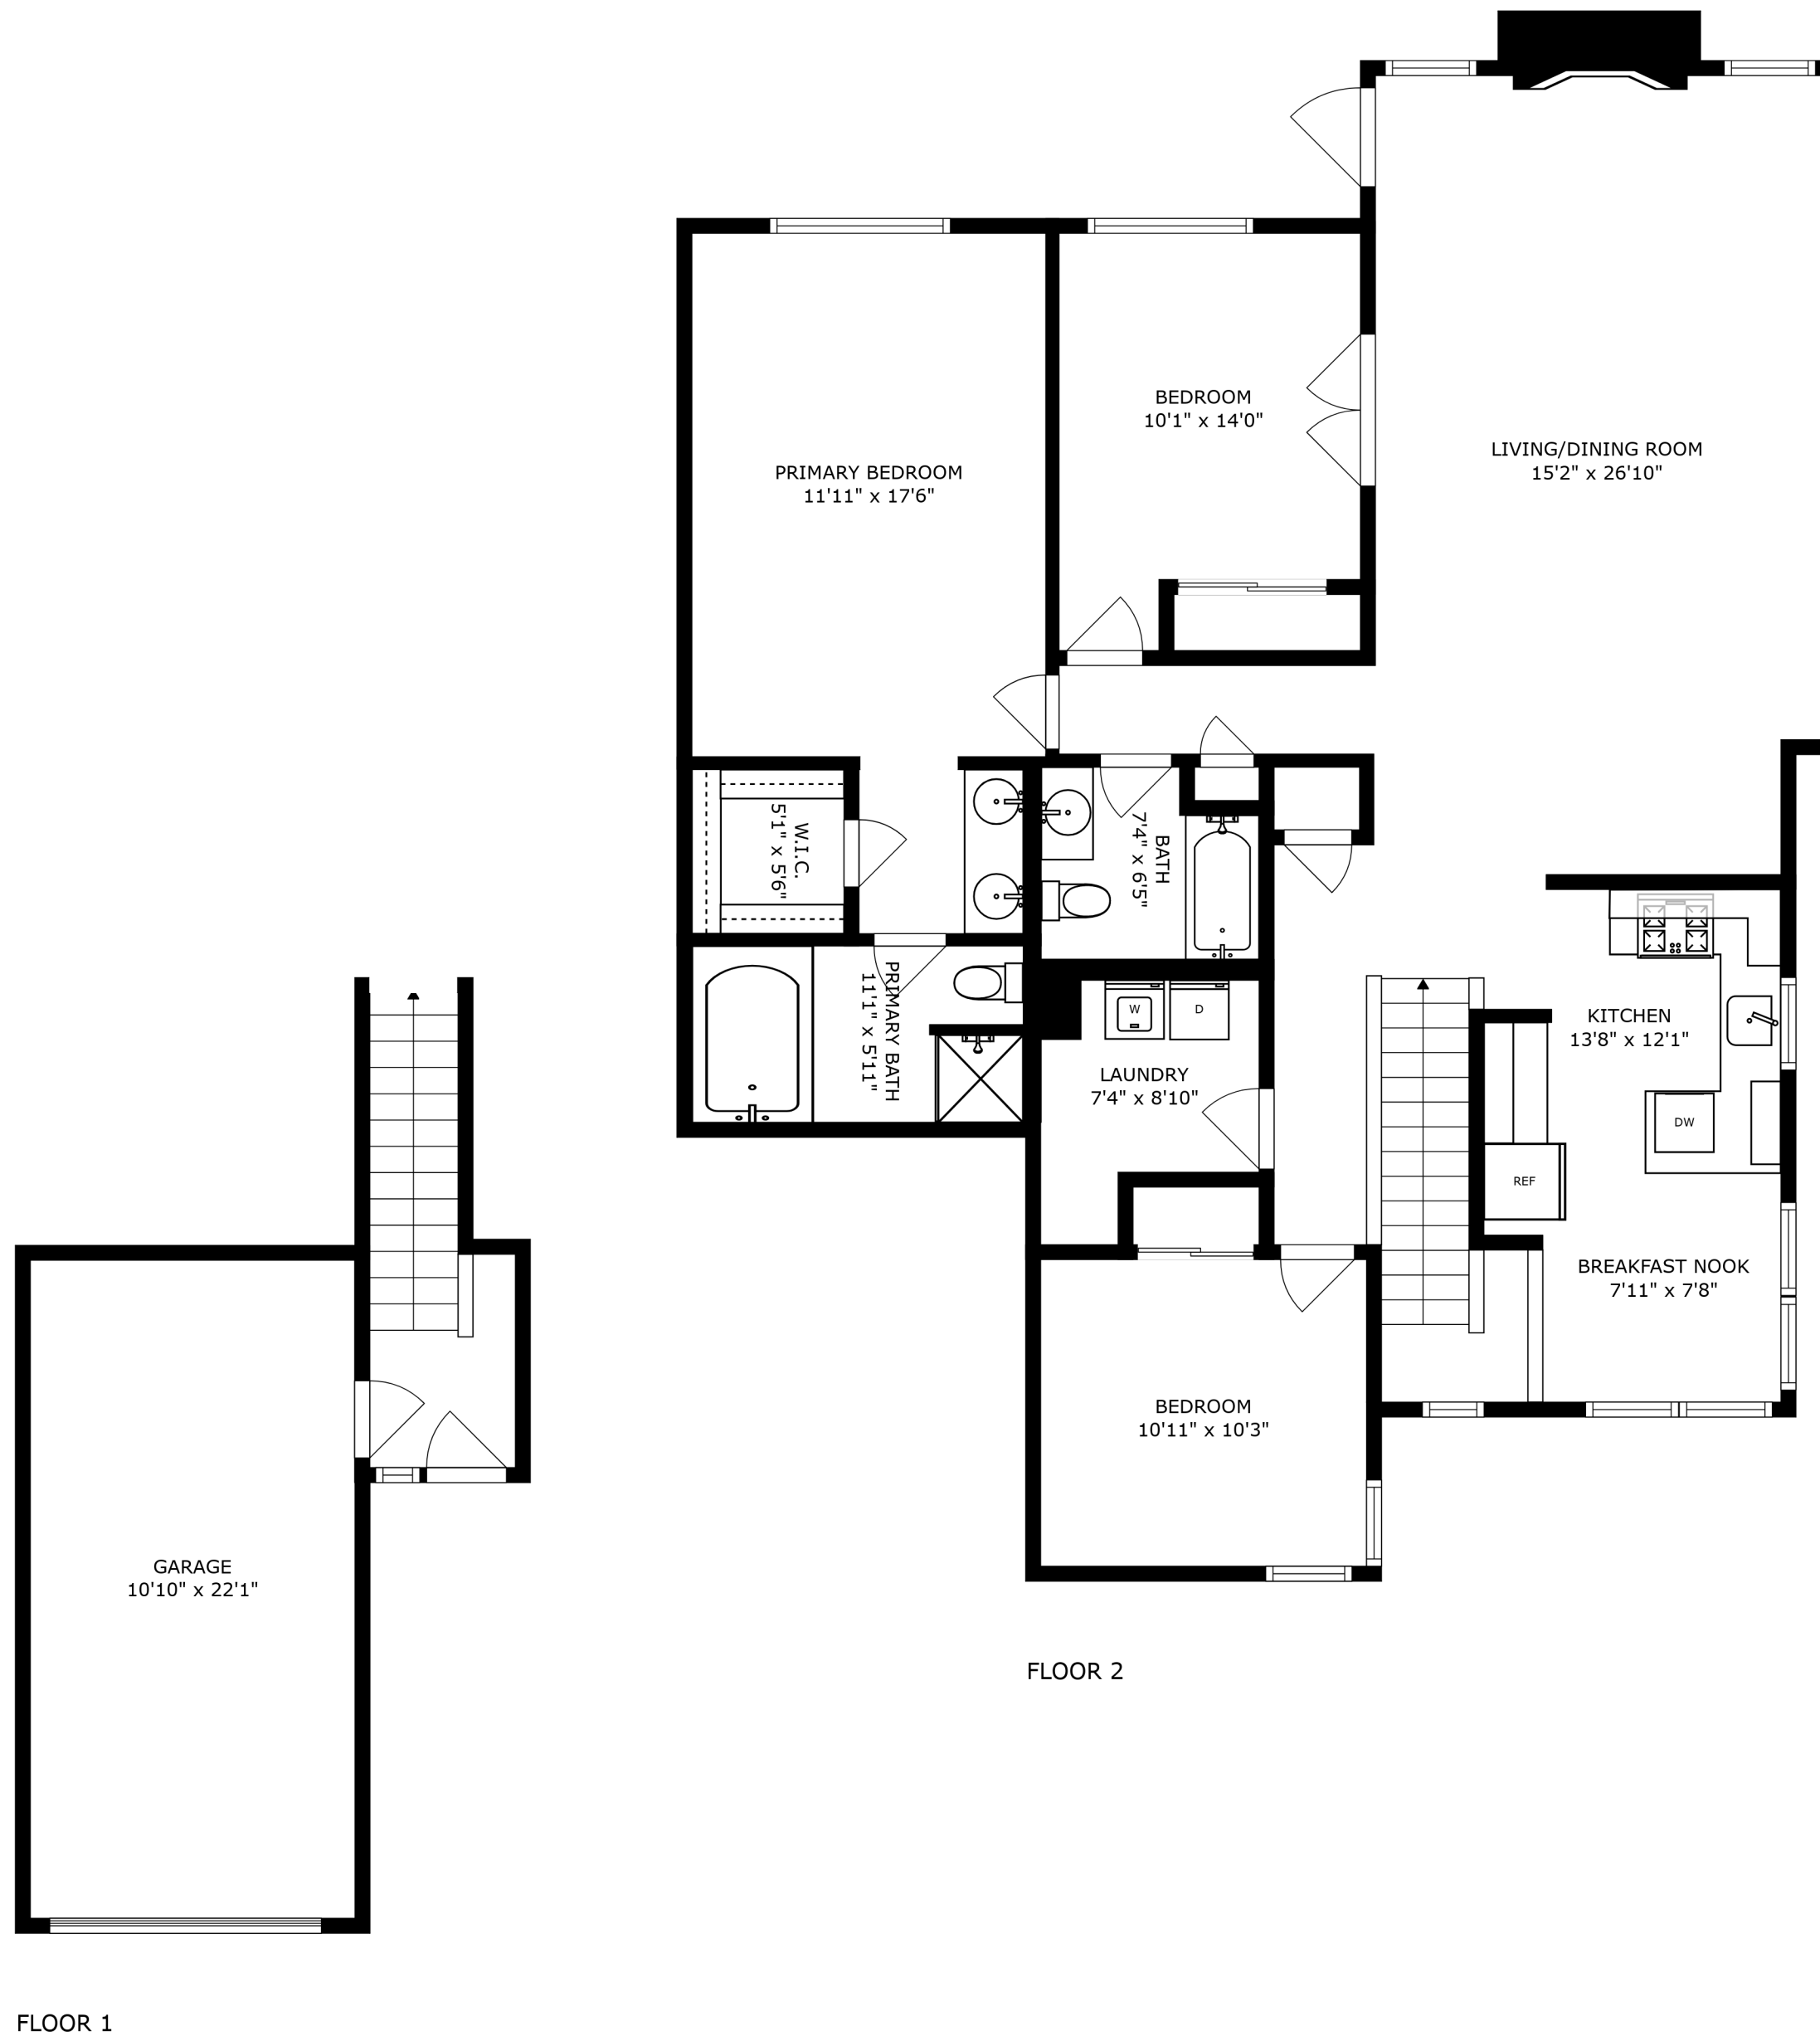 BEDROOM
10'1" x 14'0"
LIVING/DINING ROOM
15'2" x 26'10"
PRIMARY BEDROOM
11'11" x 17'6"
W.I.C.
5'1" x 5'6"
BATH
7'4" x 6'5"
PRIMARY BATH
11'1" x 5'11"
W
D
LAUNDRY
7'4" x 8'10"
KITCHEN
13'8" x 12'1"
DW
REF
BREAKFAST NOOK
7'11" x 7'8"
BEDROOM
10'11" x 10'3"
GARAGE
10'10" x 22'1"
FLOOR 2
FLOOR 1